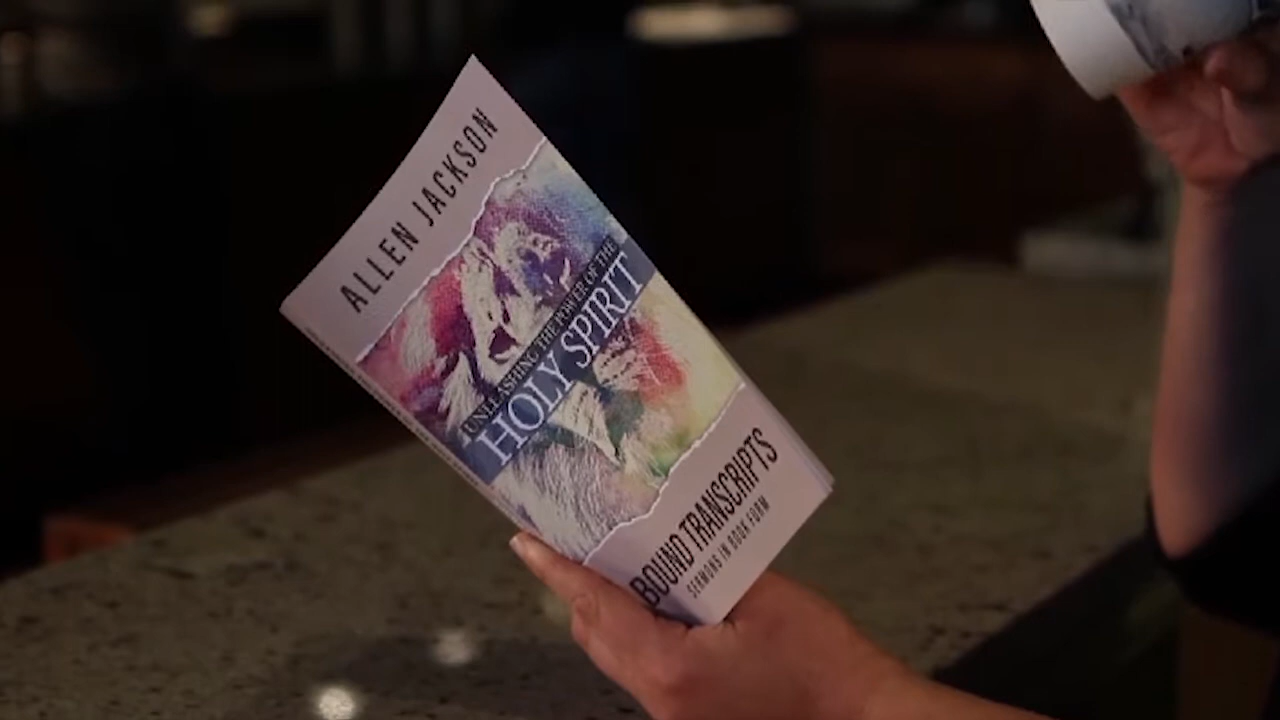 ALLEN JACKSON
UNLEASHING THE POWER OF THE
HOLY SPIRIT
BOUND TRANSCRIPTS
SERMONS IN BOOK FORM